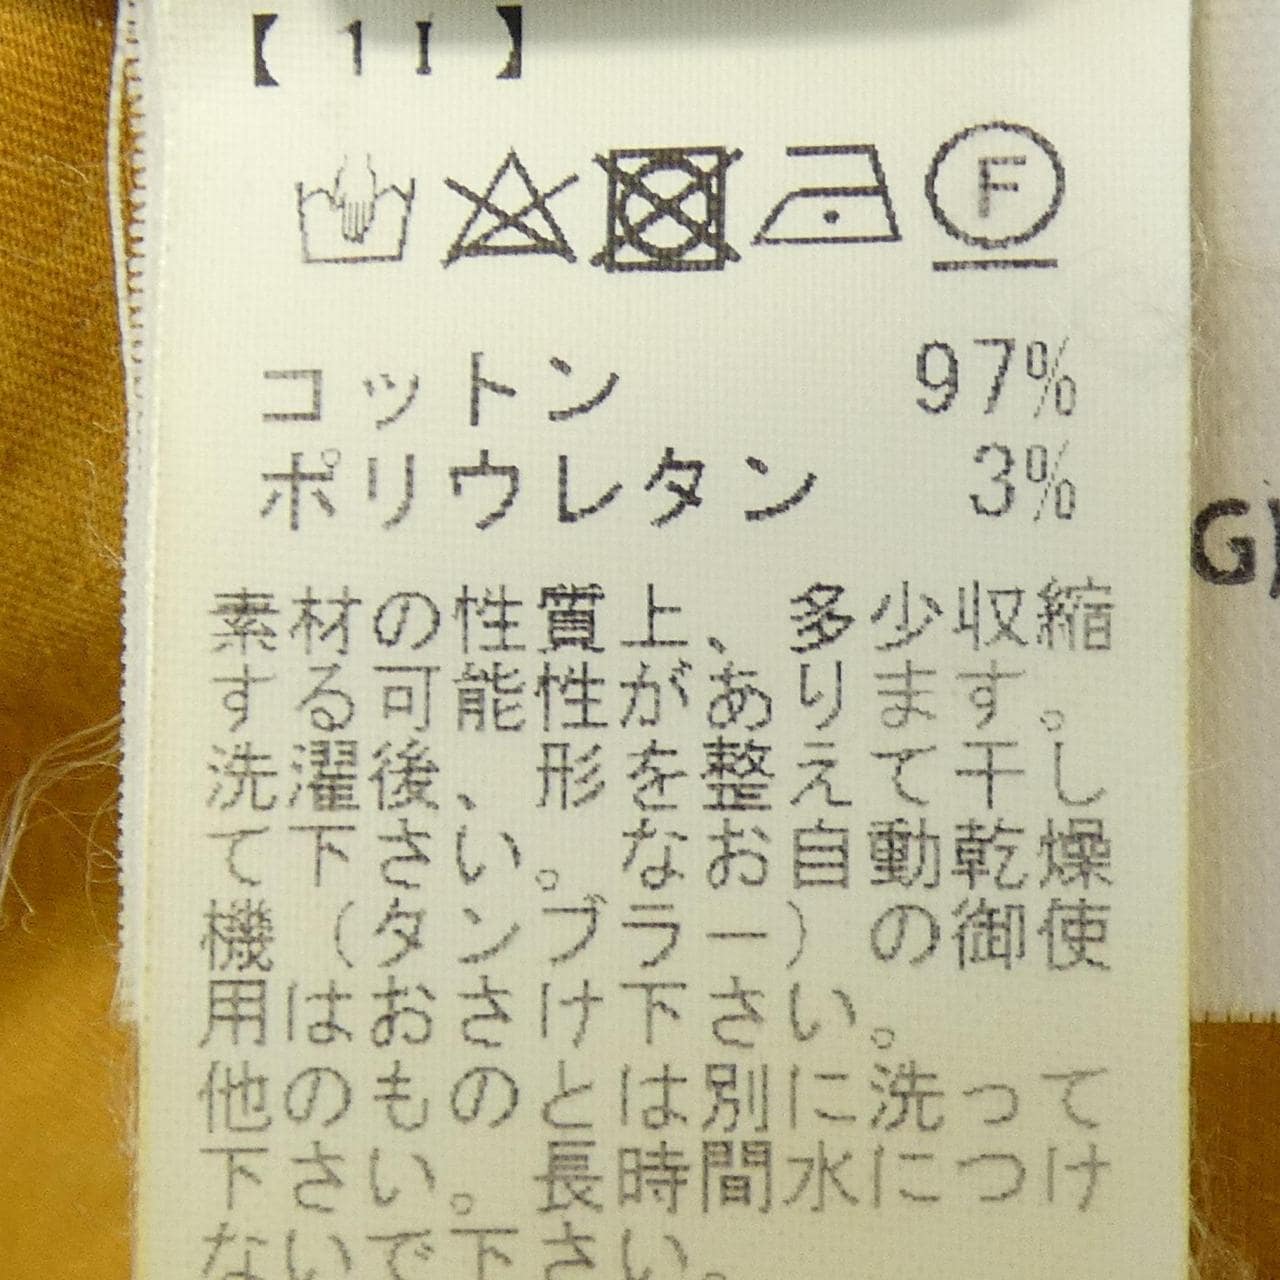 【 1I 】
F
コットン 97%
ポリウレタン 3%
素材の性質上、多少収縮
する可能性があります。
洗濯後、形を整えて干し
て下さい。なお自動乾燥
機（タンブラー）の御使
用はおさけ下さい。
他のものとは別に洗って
下さい。長時間水につけ
ないで下さい。
G)